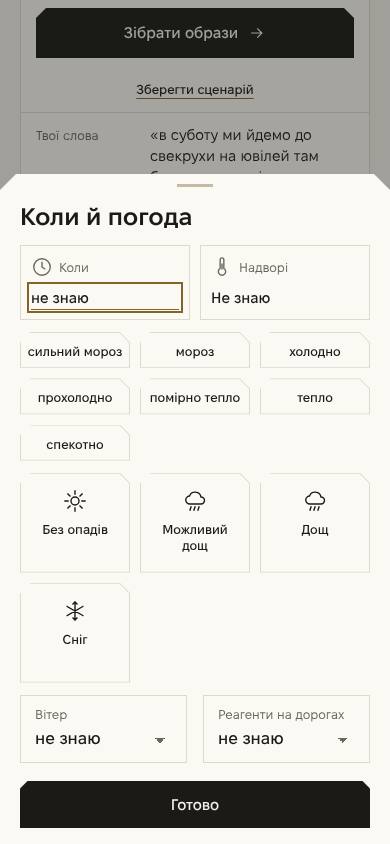 Зібрати образи →
Зберегти сценарій
Твої слова
«в суботу ми йдемо до
свекрухи на ювілей там
Коли й погода
Коли
не знаю
Надворі
Не знаю
сильний мороз
мороз
холодно
прохолодно
помірно тепло
тепло
спекотно
Без опадів
Можливий
дощ
Дощ
Сніг
Вітер
не знаю
Реагенти на дорогах
не знаю
Готово